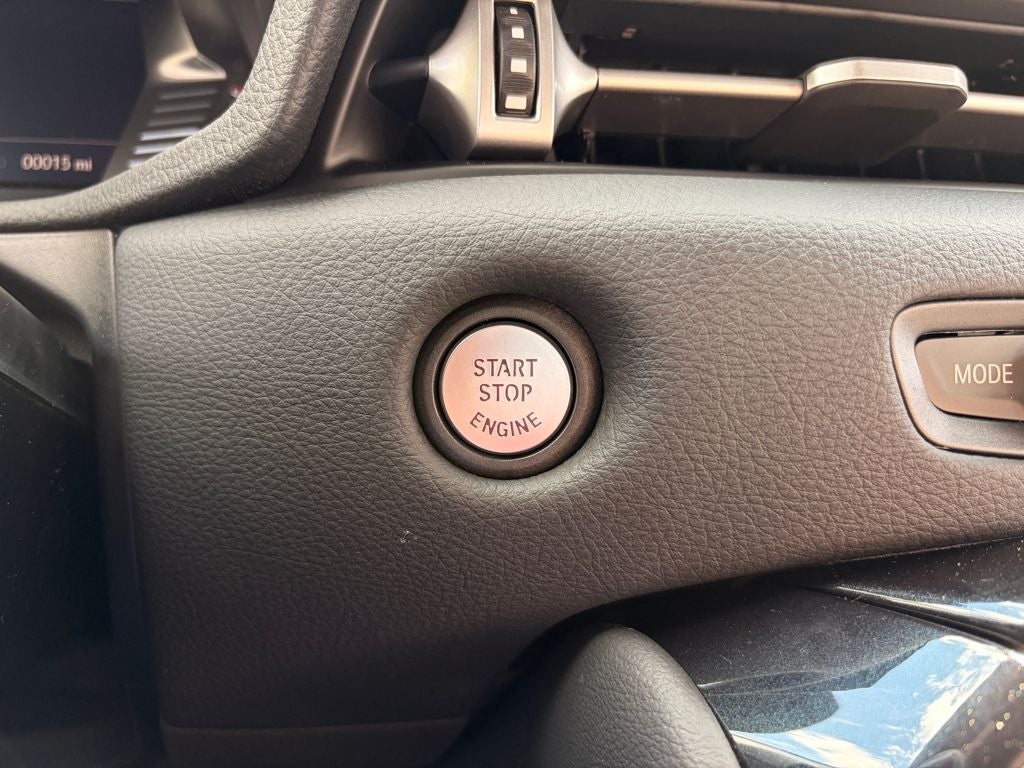 00015 mi
START
STOP
ENGINE
MODE